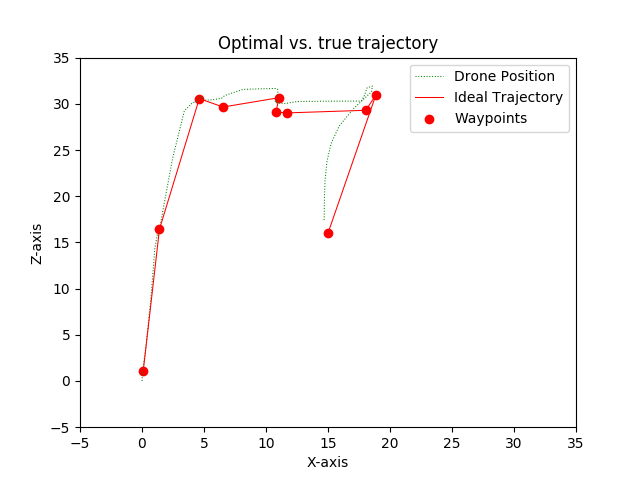 Optimal vs. true trajectory
35
30
25
20
15
10
5
0
−5
Z-axis
Drone Position
Ideal Trajectory
Waypoints
−5 0 5 10 15 20 25 30 35
X-axis